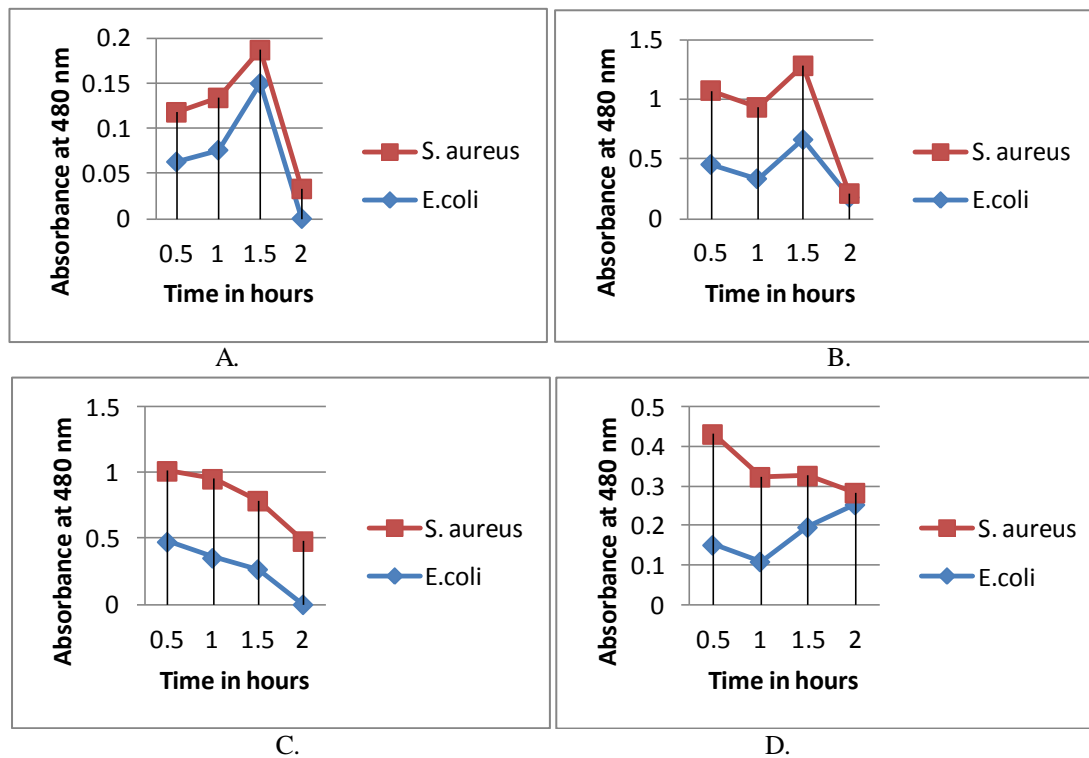 Absorbance at 480 nm
0.2
0.15
0.1
0.05
0
0.5 1 1.5 2
Time in hours
S. aureus
E.coli
A.
Absorbance at 480 nm
1.5
1
0.5
0
0.5 1 1.5 2
Time in hours
S. aureus
E.coli
B.
Absorbance at 480 nm
1.5
1
0.5
0
0.5 1 1.5 2
Time in hours
S. aureus
E.coli
C.
Absorbance at 480 nm
0.5
0.4
0.3
0.2
0.1
0
0.5 1 1.5 2
Time in hours
S. aureus
E.coli
D.